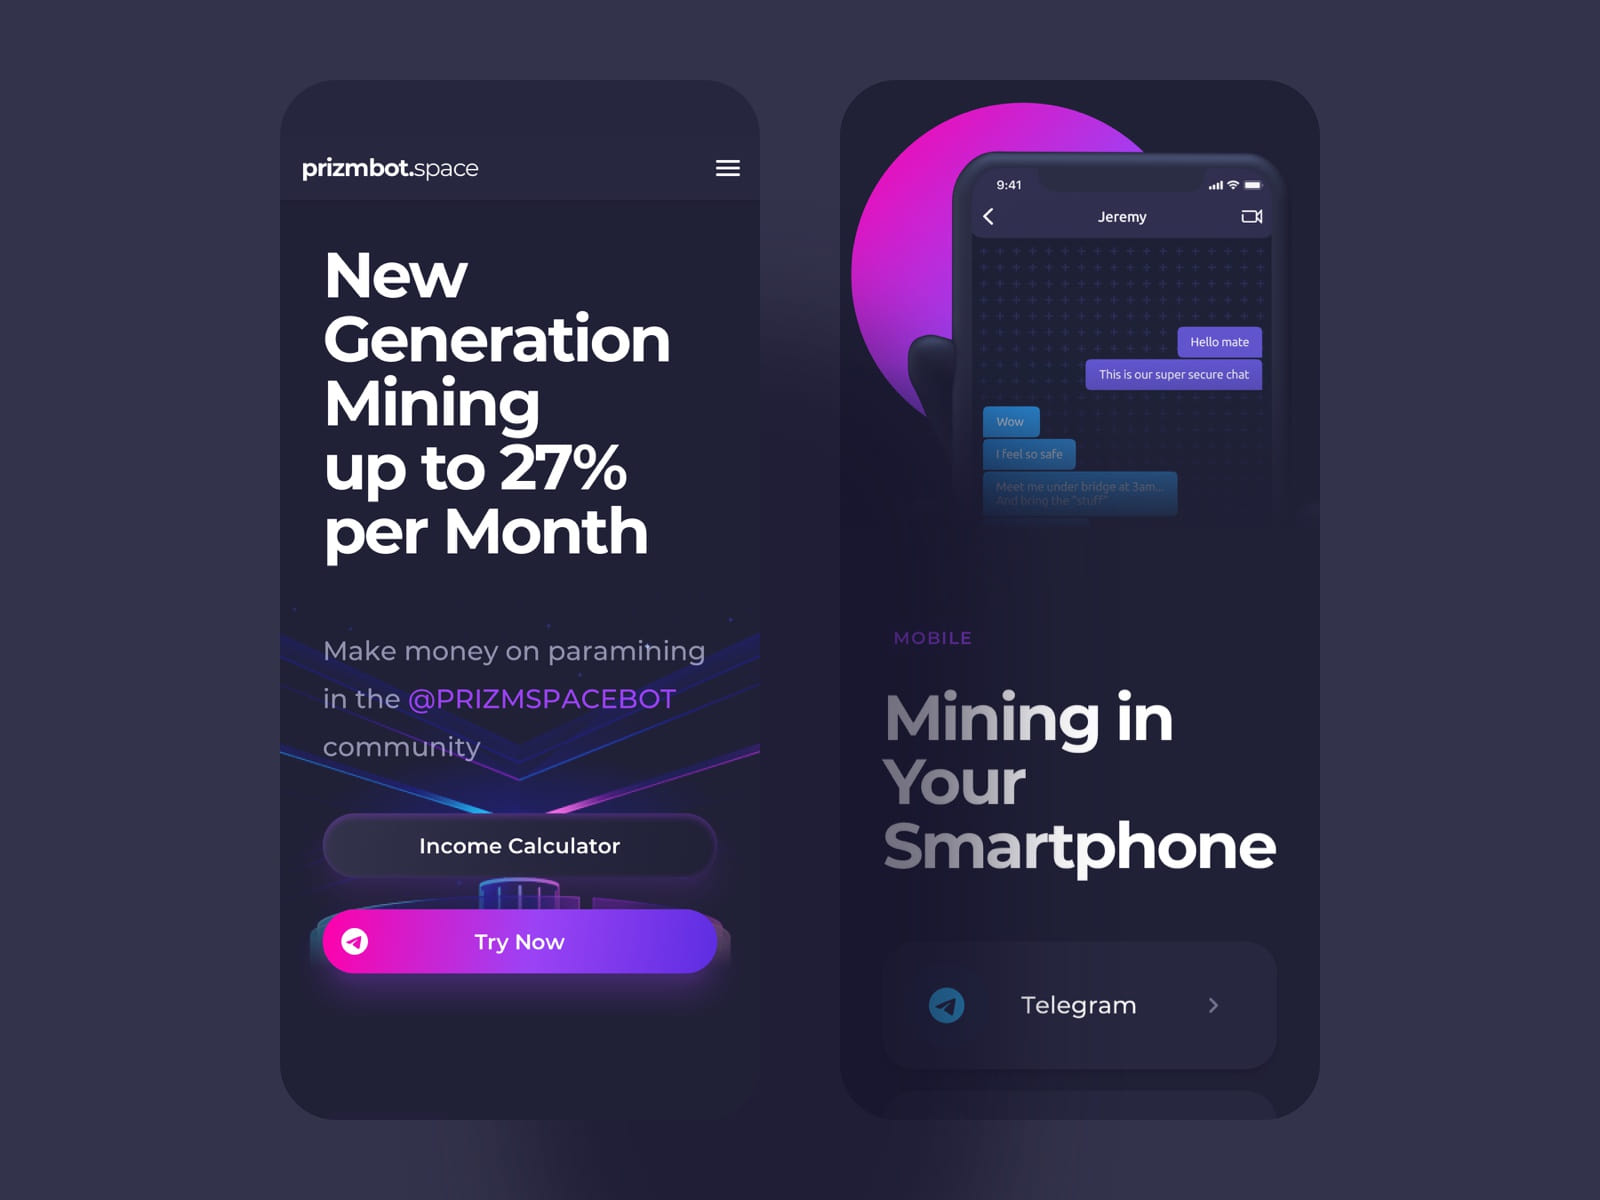 prizmbot.space
New
Generation
Mining
up to 27%
per Month
Make money on paramining
in the @PRIZMSPACEBOT
community
Income Calculator
Try Now
9:41
Jeremy
Hello mate
This is our super secure chat
Wow
I feel so safe
Meet me under bridge at 3am...
And bring the "stuff"
MOBILE
Mining in
Your
Smartphone
Telegram